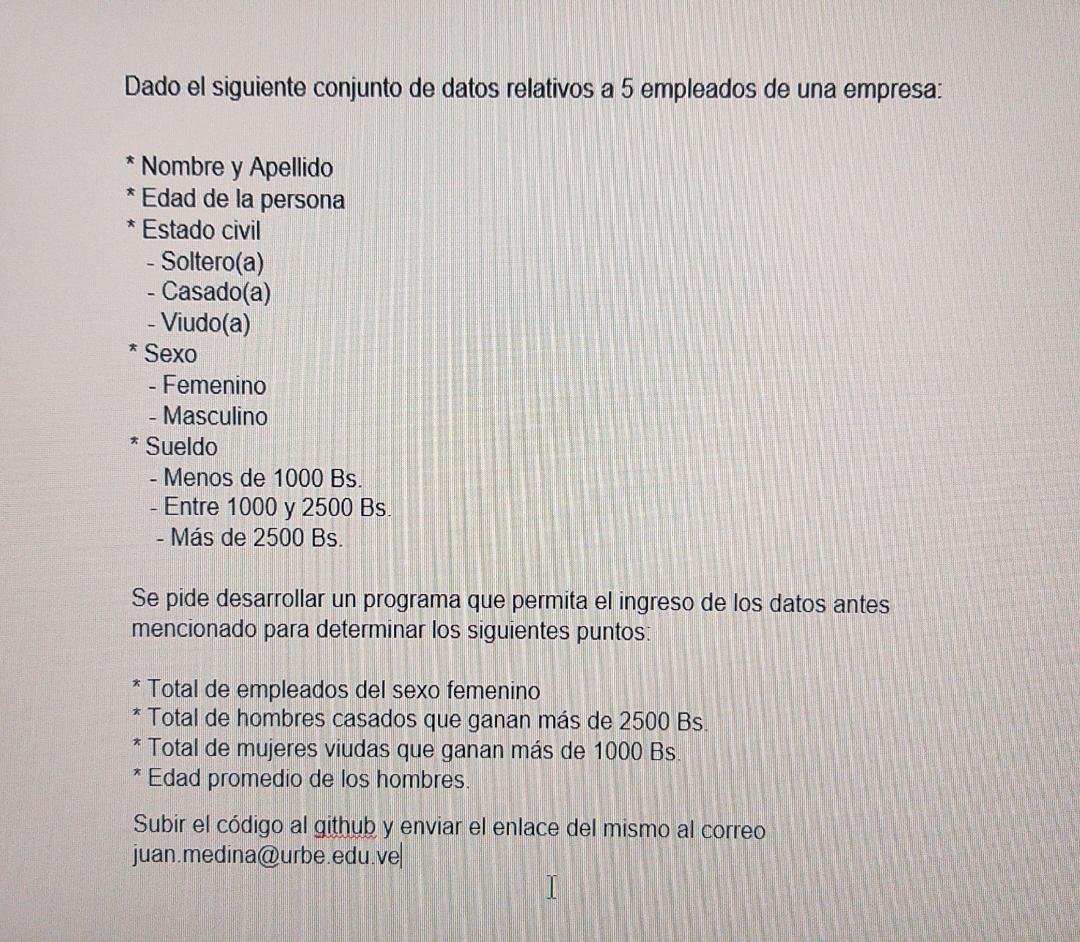 Dado el siguiente conjunto de datos relativos a 5 empleados de una empresa:
* Nombre y Apellido
* Edad de la persona
* Estado civil
- Soltero(a)
- Casado(a)
- Viudo(a)
* Sexo
- Femenino
- Masculino
* Sueldo
- Menos de 1000 Bs.
- Entre 1000 y 2500 Bs.
- Más de 2500 Bs.
Se pide desarrollar un programa que permita el ingreso de los datos antes
mencionado para determinar los siguientes puntos:
* Total de empleados del sexo femenino
* Total de hombres casados que ganan más de 2500 Bs.
* Total de mujeres viudas que ganan más de 1000 Bs.
* Edad promedio de los hombres.
Subir el código al github y enviar el enlace del mismo al correo
juan.medina@urbe.edu.ve